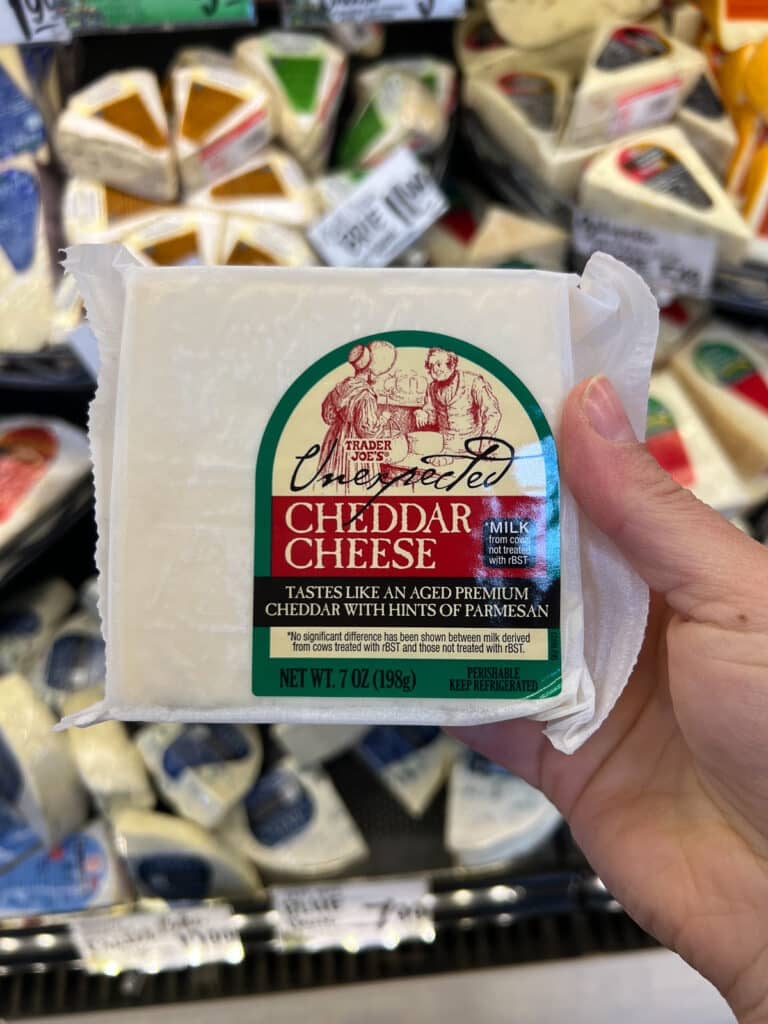 BRIE
TRADER
JOE'S®
Unexpected
CHEDDAR
CHEESE
*MILK
from cows
not treated
with rBST
TASTES LIKE AN AGED PREMIUM
CHEDDAR WITH HINTS OF PARMESAN
*No significant difference has been shown between milk derived
from cows treated with rBST and those not treated with rBST.
NET WT. 7 OZ (198g)
PERISHABLE
KEEP REFRIGERATED